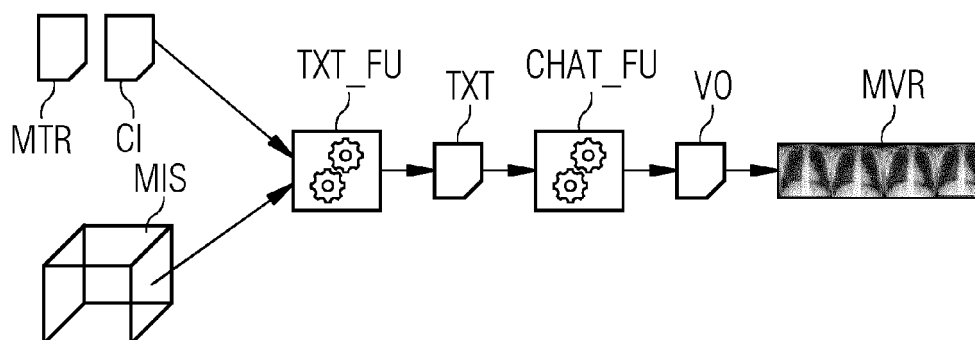 TXT_FU
TXT
CHAT_FU
VO
MVR
MTR
CI
MIS